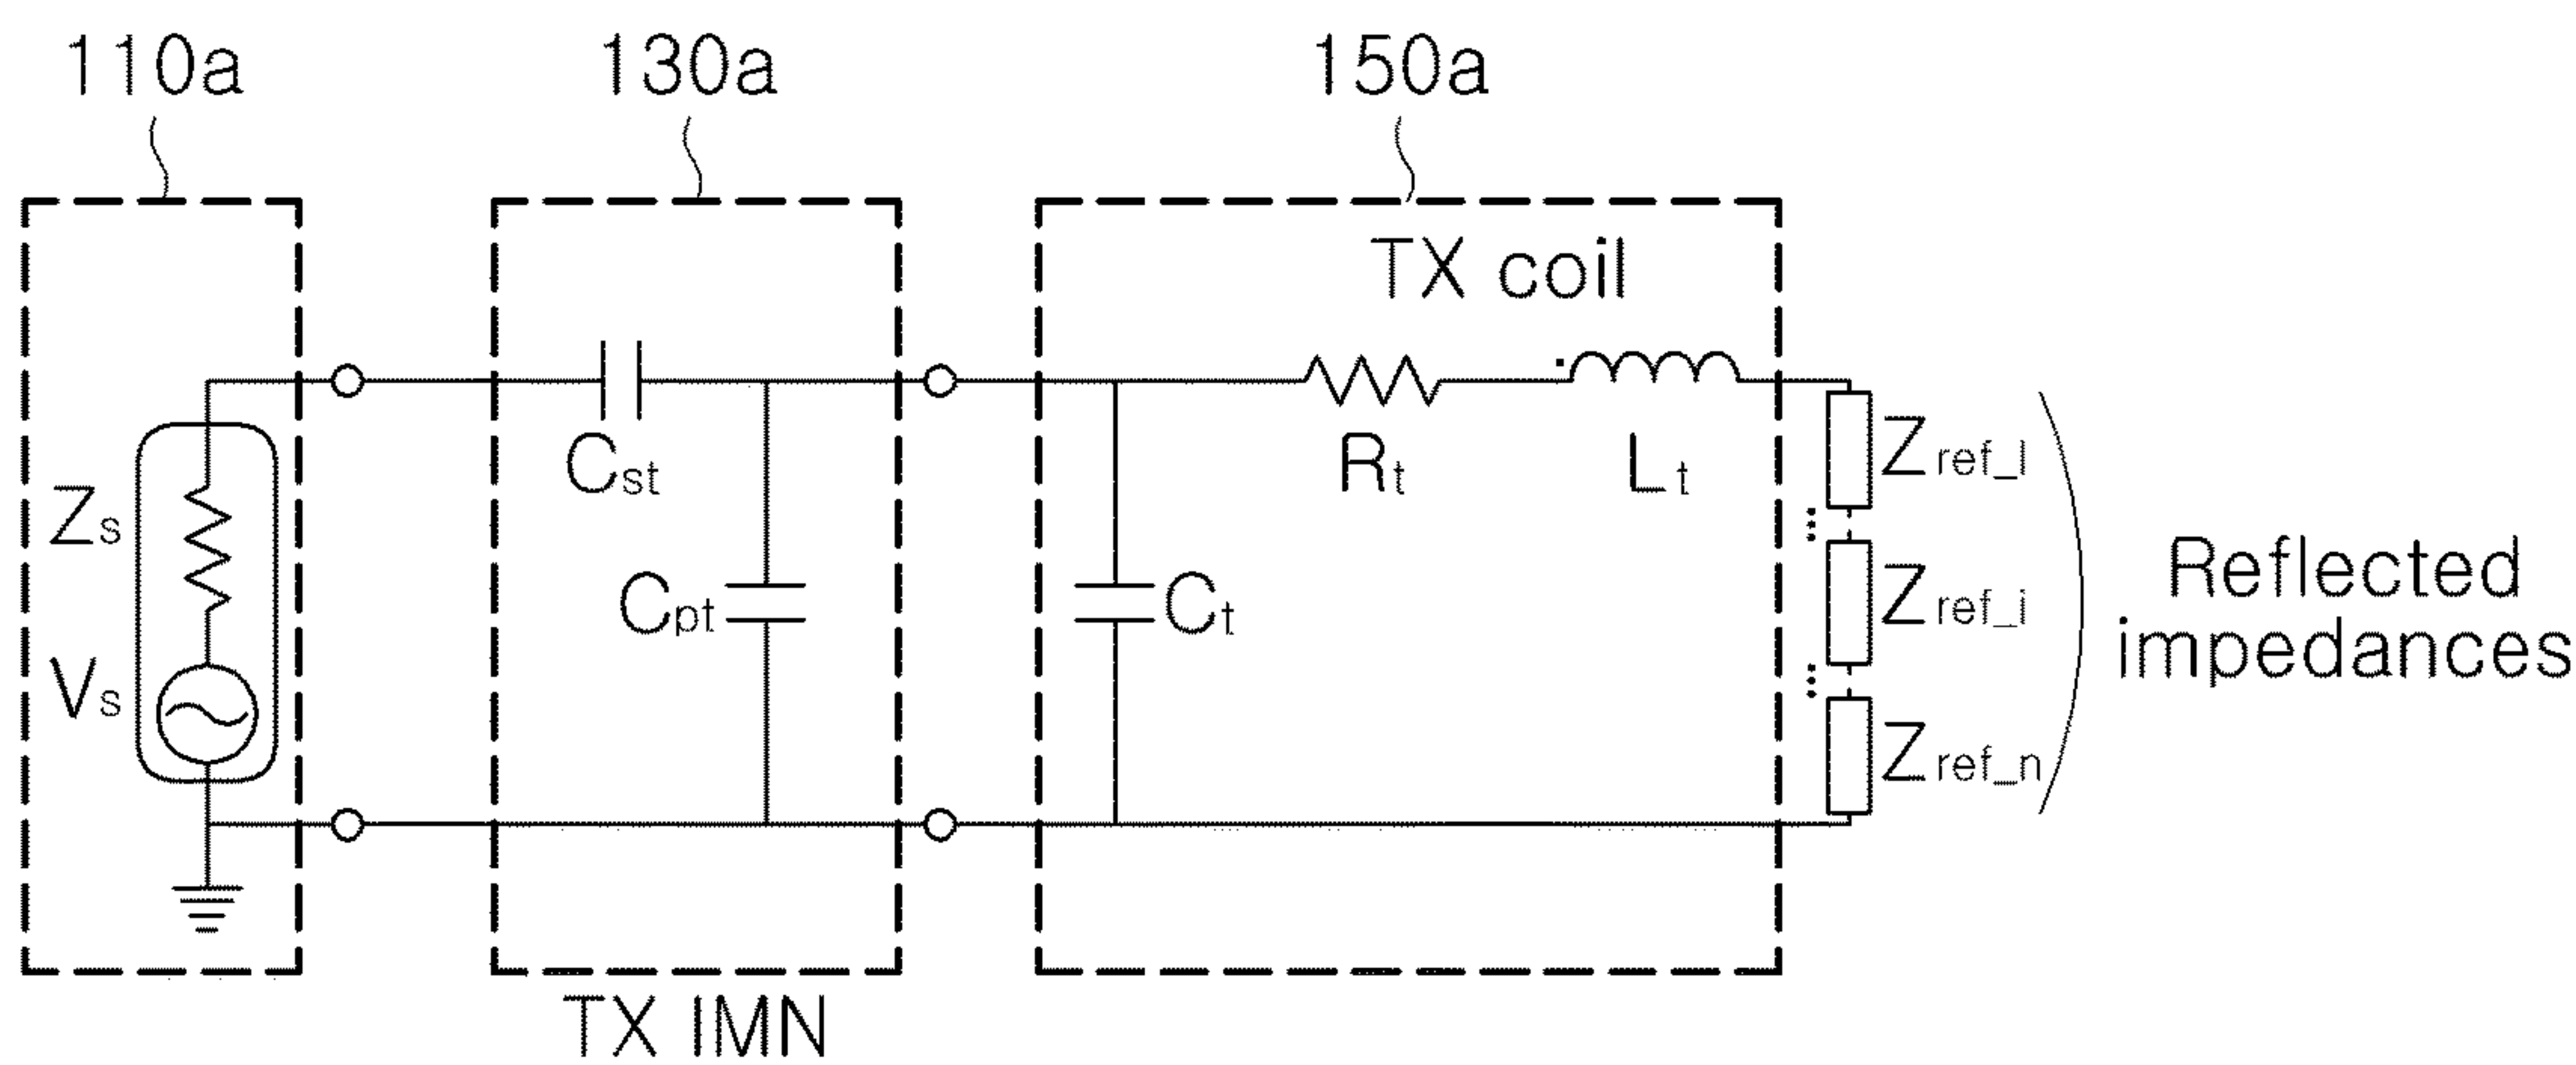 110a
130a
150a
TX coil
Cst
Rt
Lt
Zref_l
Zs
Cpt
Ct
Zref_i
Reflected
impedances
Vs
Zref_n
TX IMN